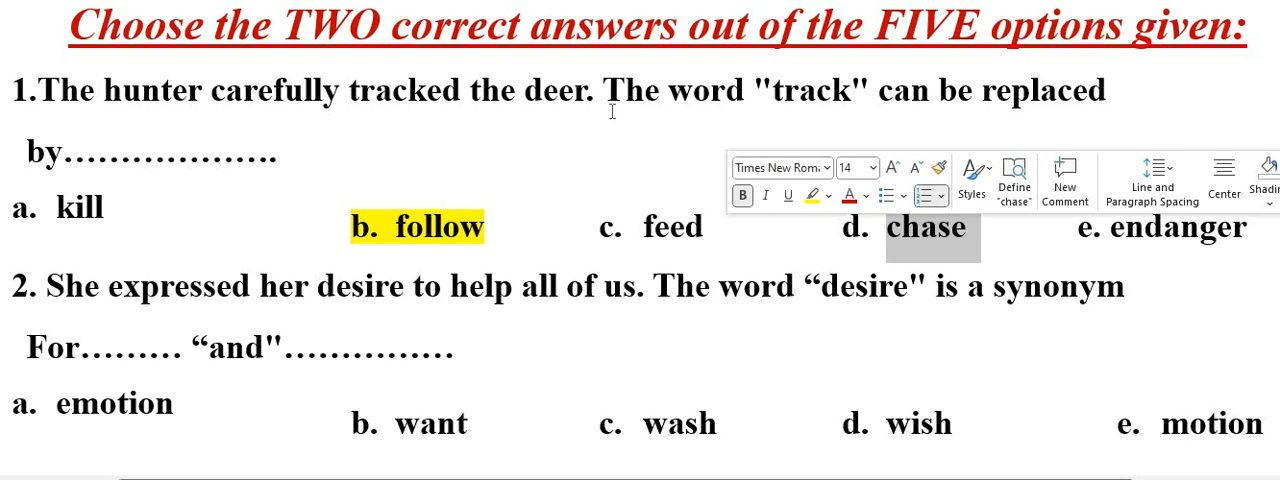 Choose the TWO correct answers out of the FIVE options given:
1.The hunter carefully tracked the deer. The word "track" can be replaced
by...................
Times New Roma 14 A A A
Define New Line and
B I U A Styles "chase" Comment Paragraph Spacing Center Shadin
a. kill
b. follow c. feed d. chase e. endanger
2. She expressed her desire to help all of us. The word “desire" is a synonym
For......... “and"...............
a. emotion
b. want c. wash d. wish e. motion